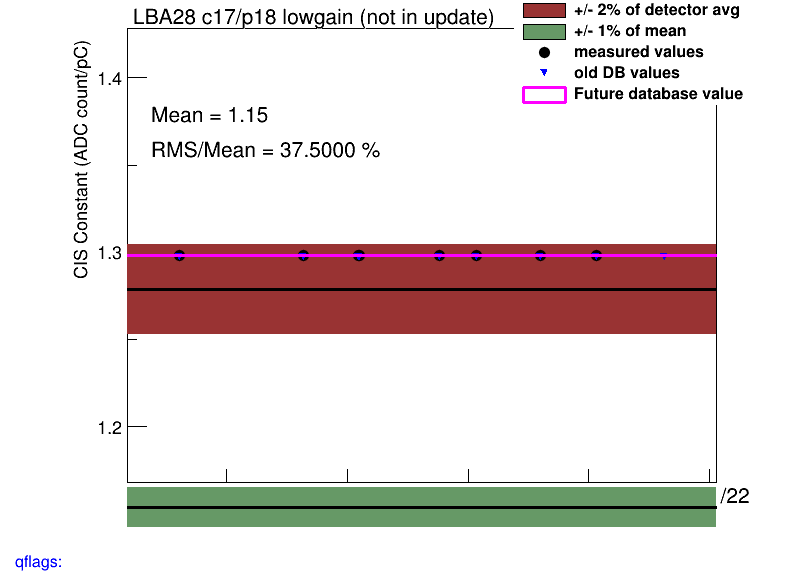 LBA28 c17/p18 lowgain (not in update)
+/- 2% of detector avg
+/- 1% of mean
measured values
old DB values
Future database value
CIS Constant (ADC count/pC)
1.4
Mean = 1.15
RMS/Mean = 37.5000 %
1.3
1.2
/22
qflags: